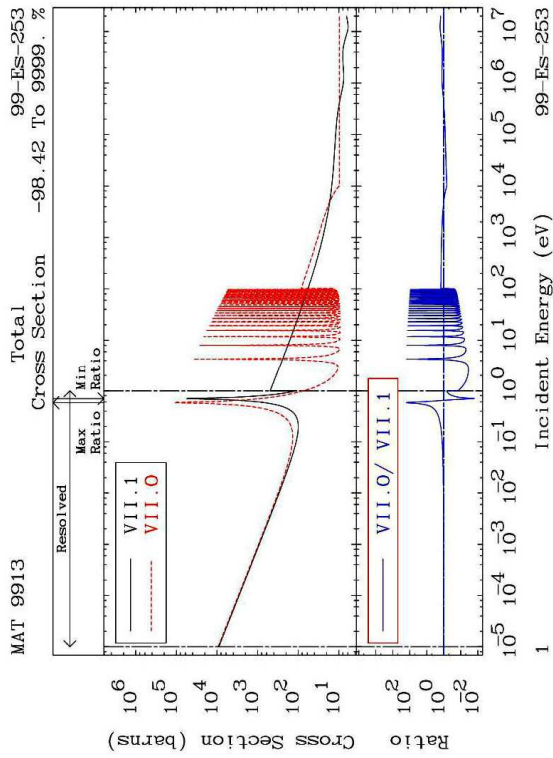 MAT 9913 Total 99-Es-253
Cross Section -98.42 To 9999. %
Resolved
Max Ratio
Min Ratio
VII.1
VII.0
Cross Section (barns)
10^6
10^5
10^4
10^3
10^2
10^1
VII.0/ VII.1
Ratio
10^2
10^0
10^-2
10^-5 10^-4 10^-3 10^-2 10^-1 10^0 10^1 10^2 10^3 10^4 10^5 10^6 10^7
1 Incident Energy (eV) 99-Es-253